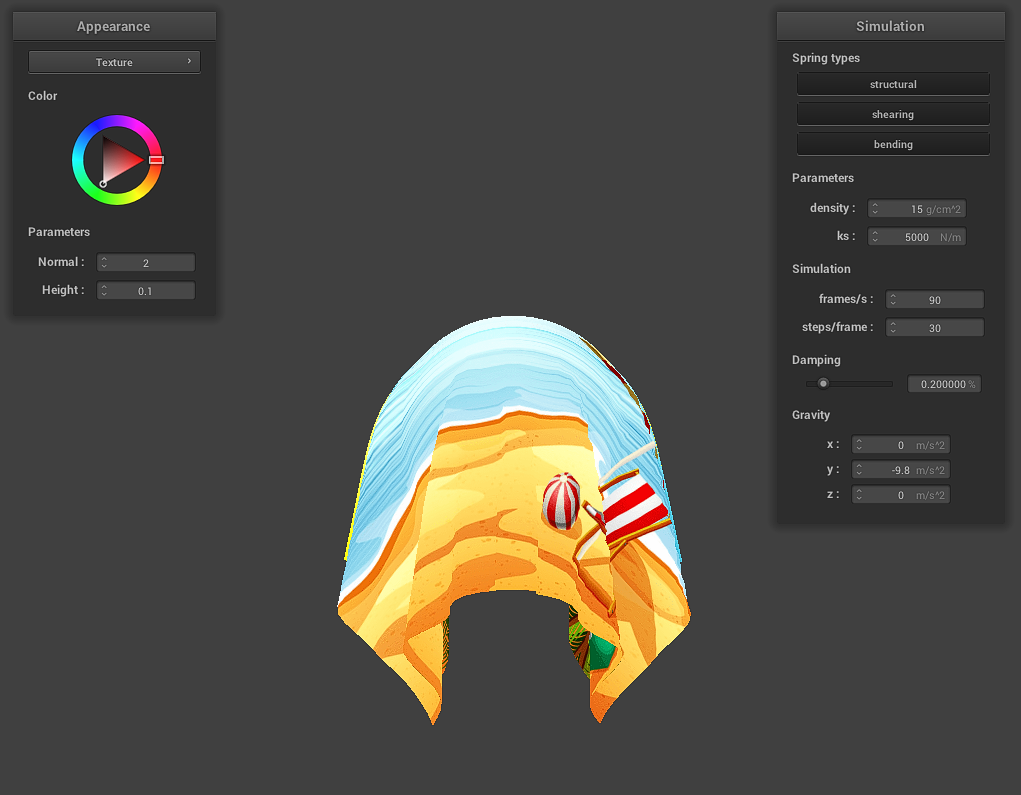 Appearance
Texture ›
Color
Parameters
Normal : 2
Height : 0.1
Simulation
Spring types
structural
shearing
bending
Parameters
density : 15 g/cm^2
ks : 5000 N/m
Simulation
frames/s : 90
steps/frame : 30
Damping
0.200000 %
Gravity
x : 0 m/s^2
y : -9.8 m/s^2
z : 0 m/s^2